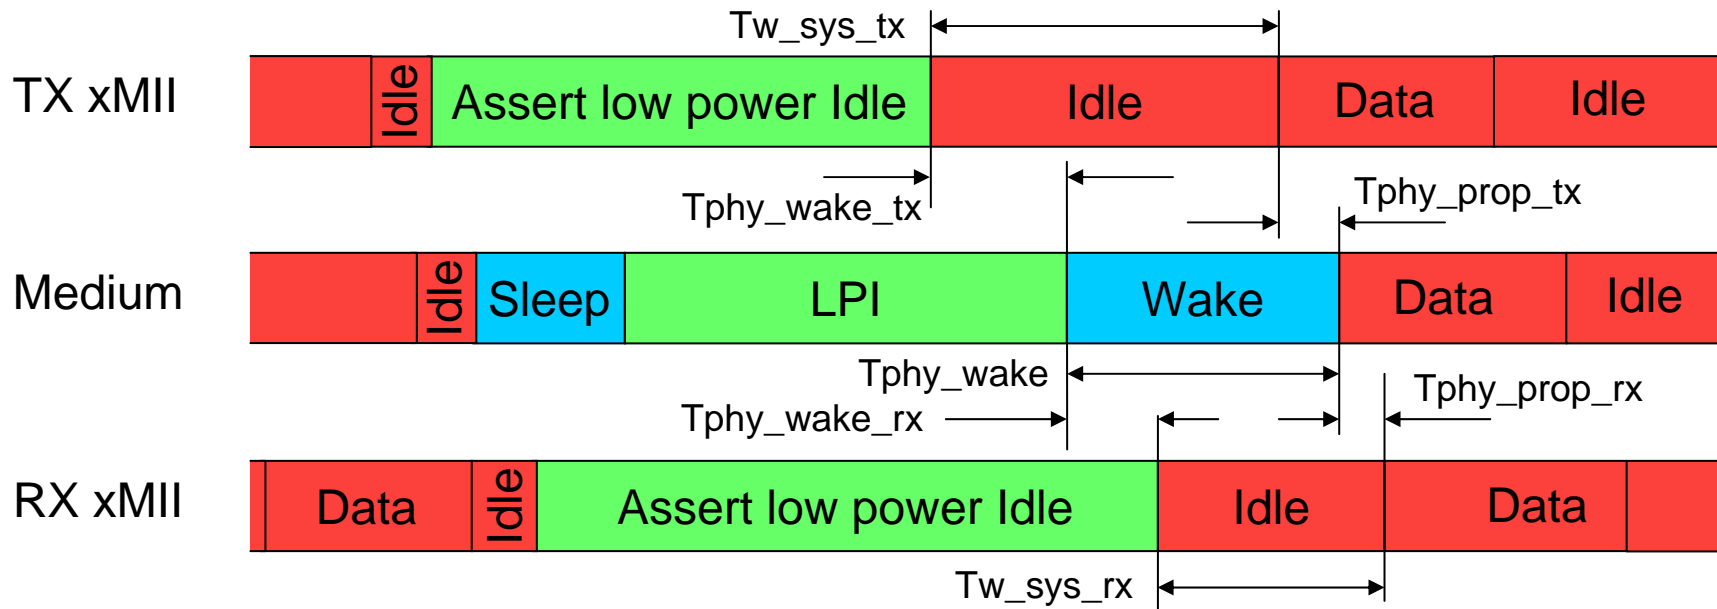 Tw_sys_tx
TX xMII
Idle
Assert low power Idle
Idle
Data
Idle
Tphy_wake_tx
Tphy_prop_tx
Medium
Idle
Sleep
LPI
Wake
Data
Idle
Tphy_wake
Tphy_wake_rx
Tphy_prop_rx
RX xMII
Data
Idle
Assert low power Idle
Idle
Data
Tw_sys_rx